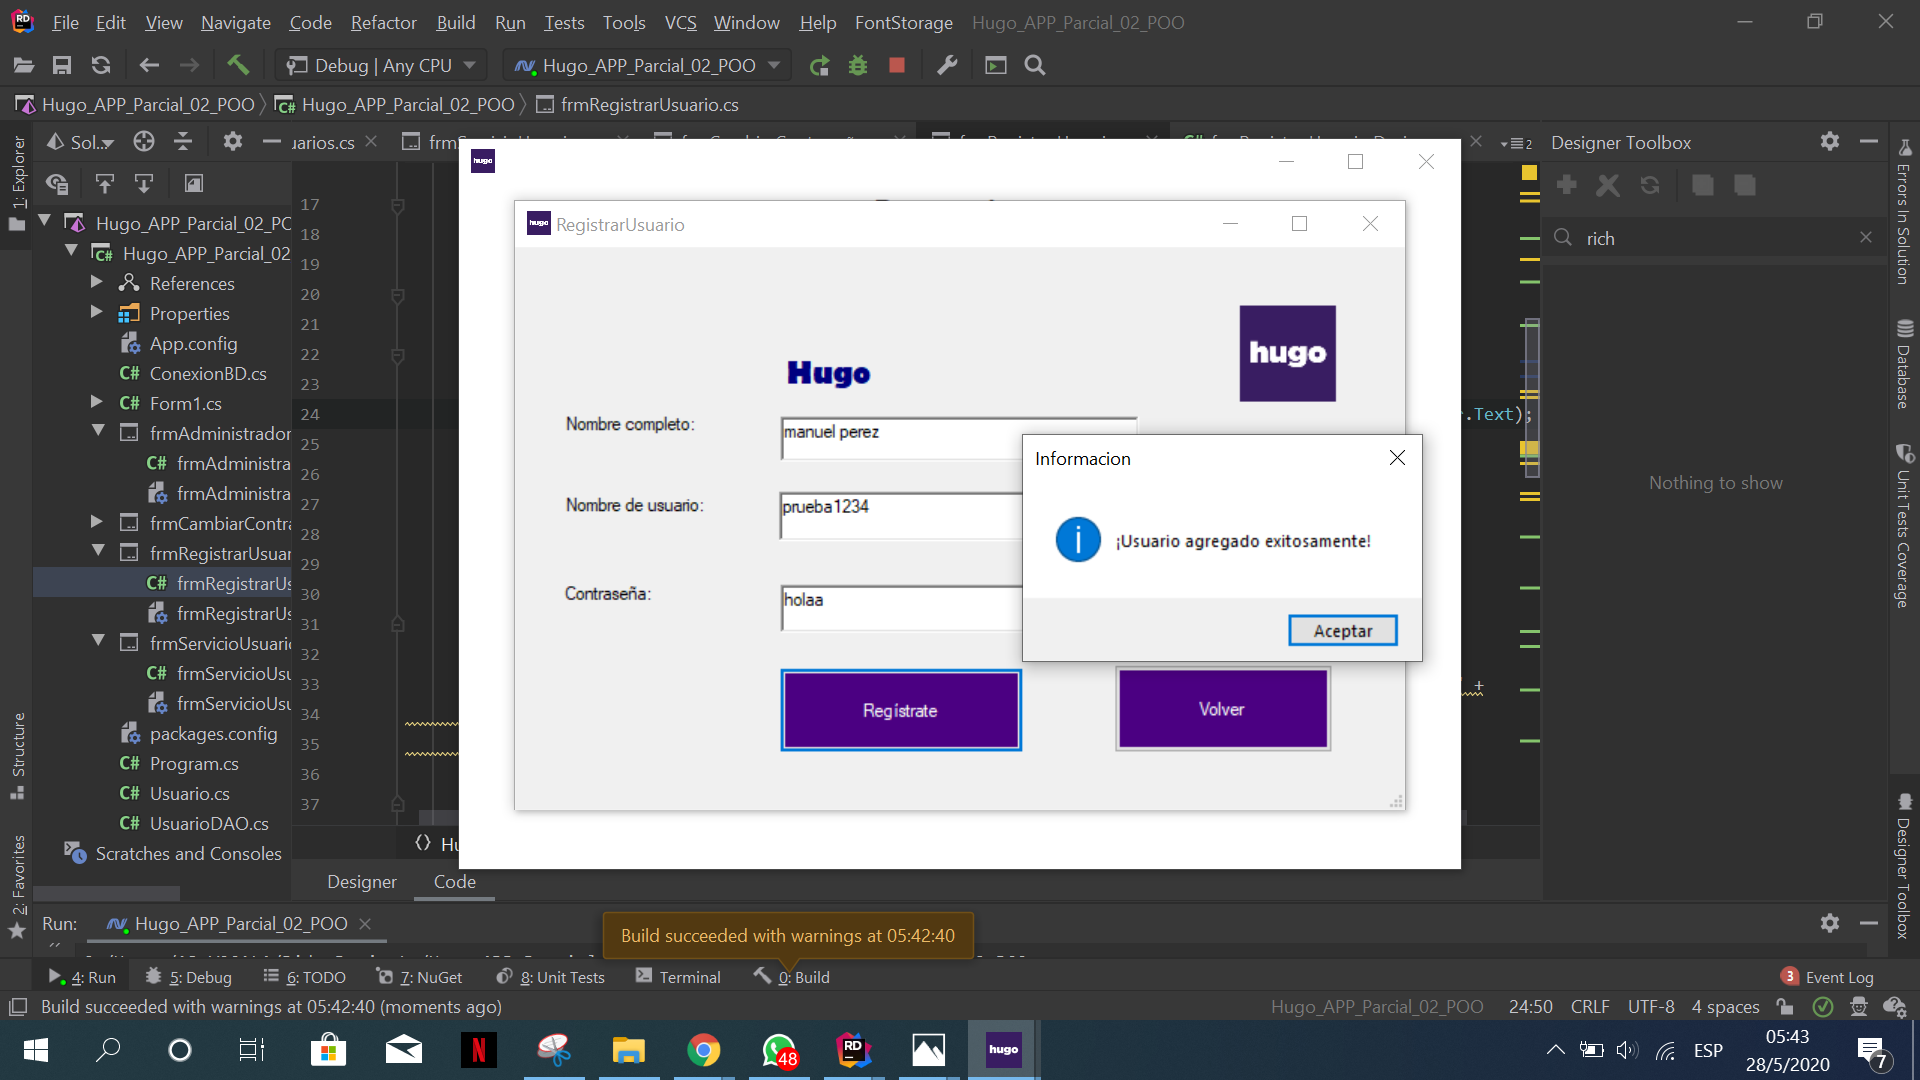 File Edit View Navigate Code Refactor Build Run Tests Tools VCS Window Help FontStorage Hugo_APP_Parcial_02_POO
Debug | Any CPU Hugo_APP_Parcial_02_POO
Hugo_APP_Parcial_02_POO Hugo_APP_Parcial_02_POO frmRegistrarUsuario.cs
1: Explorer
Sol... uarios.cs
Designer Toolbox
rich
Nothing to show
Hugo_APP_Parcial_02_PO
Hugo_APP_Parcial_02
References
Properties
App.config
ConexionBD.cs
Form1.cs
frmAdministrador
frmAdministra
frmAdministra
frmCambiarContra
frmRegistrarUsuar
frmRegistrarUs
frmRegistrarUs
frmServicioUsuario
frmServicioUsu
frmServicioUsu
packages.config
Program.cs
Usuario.cs
UsuarioDAO.cs
Scratches and Consoles
17
18
19
20
21
22
23
24
25
26
27
28
29
30
31
32
33
34
35
36
37
r.Text);
+
hugo
hugo RegistrarUsuario
hugo
Hugo
Nombre completo: manuel perez
Nombre de usuario: prueba1234
Contraseña: holaa
Regístrate
Volver
Informacion
¡Usuario agregado exitosamente!
Aceptar
Designer Code
Errors In Solution
Database
Unit Tests Coverage
Designer Toolbox
Structure
2: Favorites
Run: Hugo_APP_Parcial_02_POO
Build succeeded with warnings at 05:42:40
4: Run 5: Debug 6: TODO 7: NuGet 8: Unit Tests Terminal 0: Build 3 Event Log
Build succeeded with warnings at 05:42:40 (moments ago) Hugo_APP_Parcial_02_POO 24:50 CRLF UTF-8 4 spaces
RD
48
hugo
ESP
05:43
28/5/2020
7